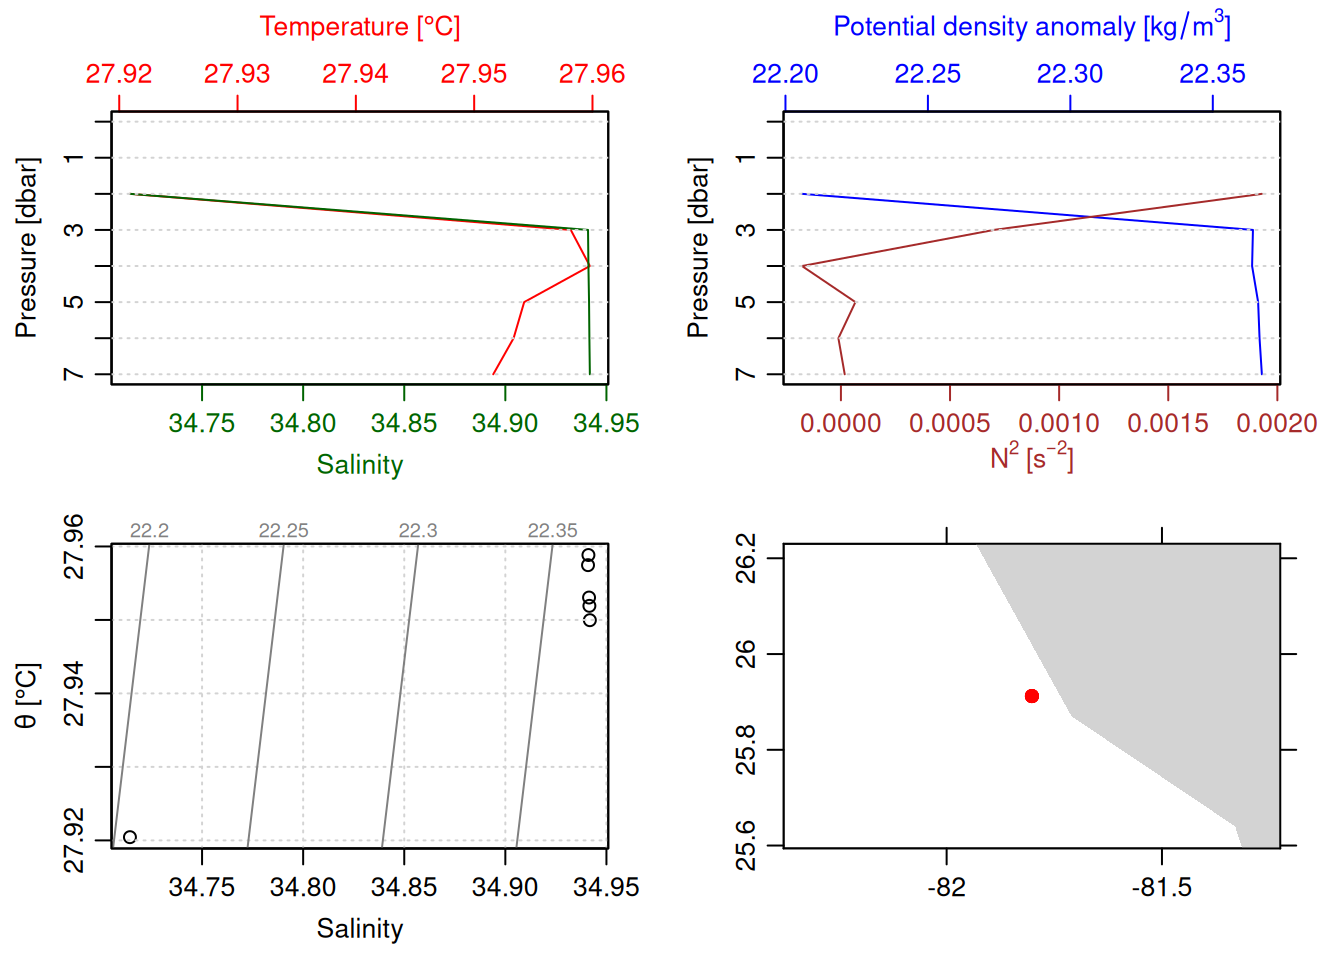 Temperature [°C]
27.92 27.93 27.94 27.95 27.96
Pressure [dbar]
1
3
5
7
34.75 34.80 34.85 34.90 34.95
Salinity
Potential density anomaly [kg/m³]
22.20 22.25 22.30 22.35
Pressure [dbar]
1
3
5
7
0.0000 0.0005 0.0010 0.0015 0.0020
N² [s⁻²]
22.2 22.25 22.3 22.35
θ [°C]
27.96
27.94
27.92
34.75 34.80 34.85 34.90 34.95
Salinity
26.2
26
25.8
25.6
-82 -81.5